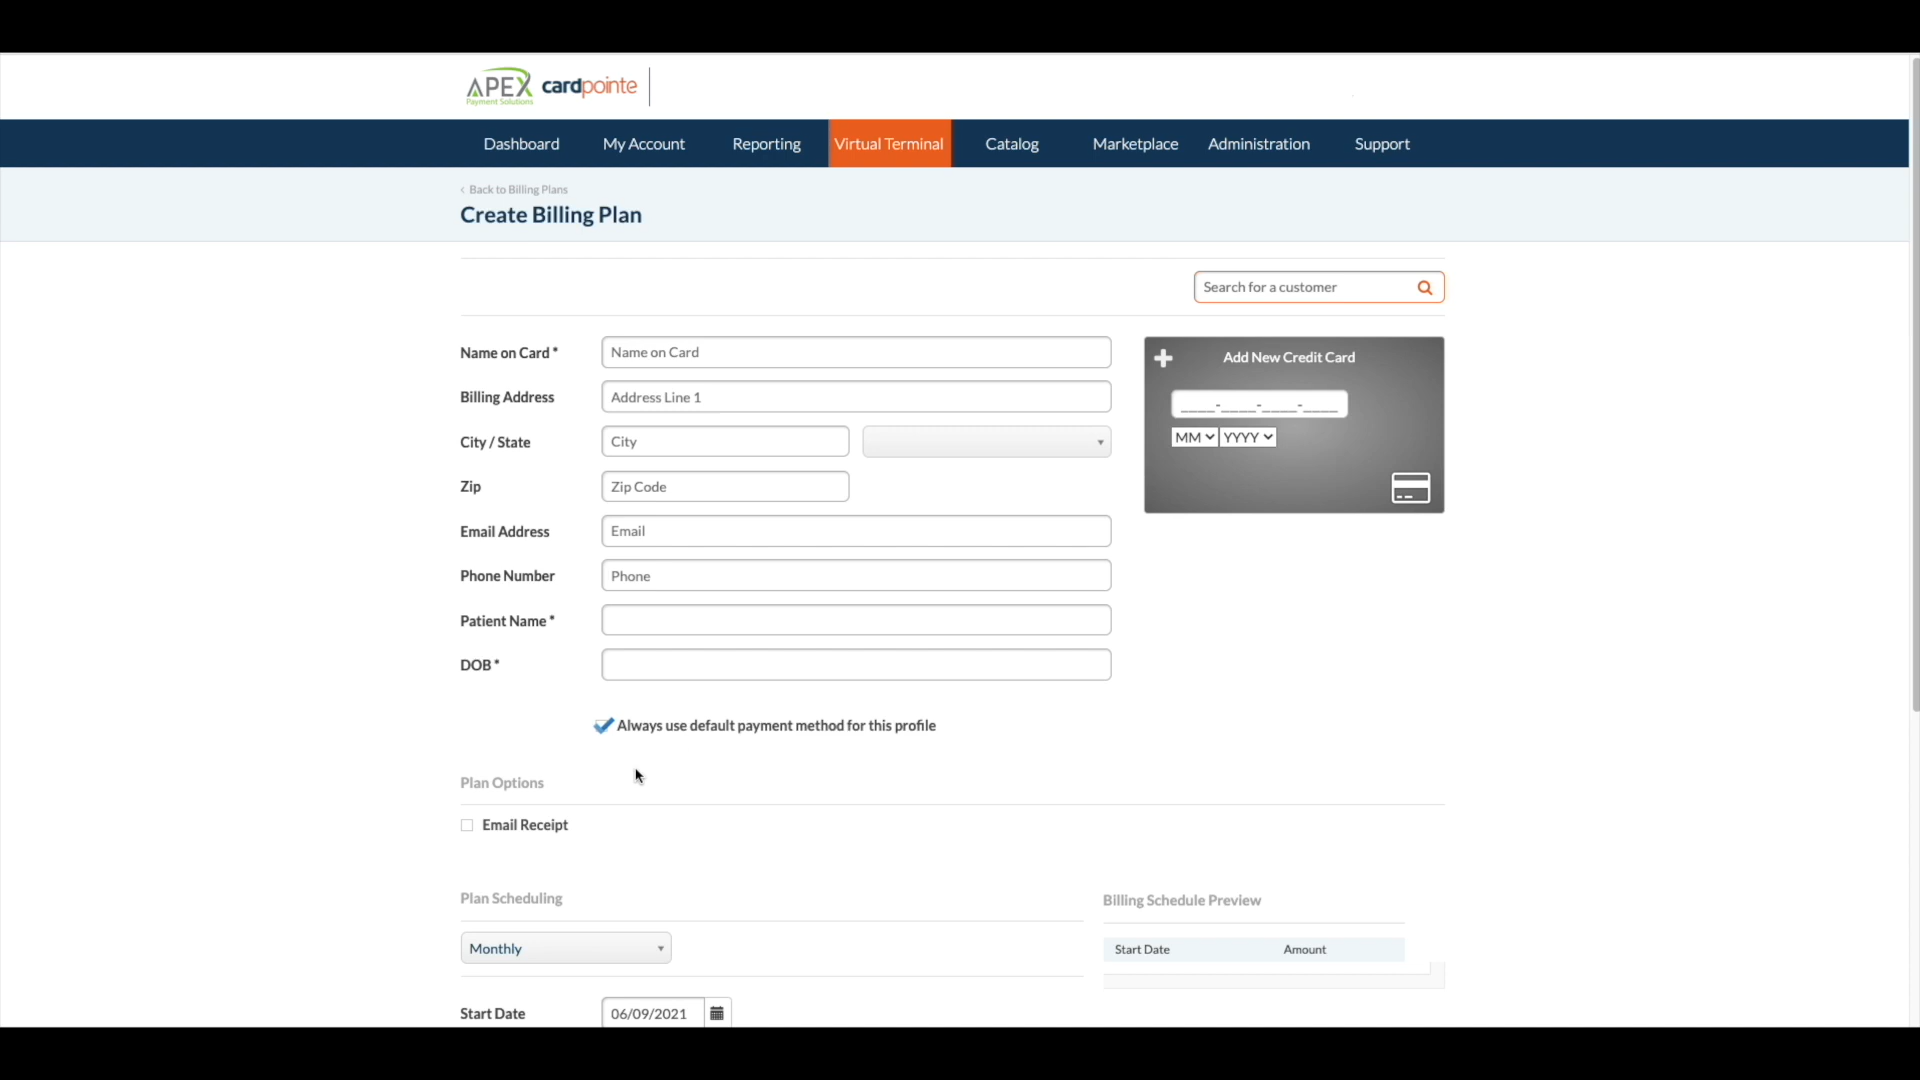 APEX cardpointe
Payment Solutions
Dashboard My Account Reporting Virtual Terminal Catalog Marketplace Administration Support
‹ Back to Billing Plans
Create Billing Plan
Search for a customer
Name on Card * Name on Card
Add New Credit Card
Billing Address Address Line 1
____-____-____-____
City / State City
MM YYYY
Zip Zip Code
Email Address Email
Phone Number Phone
Patient Name *
DOB *
Always use default payment method for this profile
Plan Options
Email Receipt
Plan Scheduling
Billing Schedule Preview
Monthly
Start Date Amount
Start Date 06/09/2021